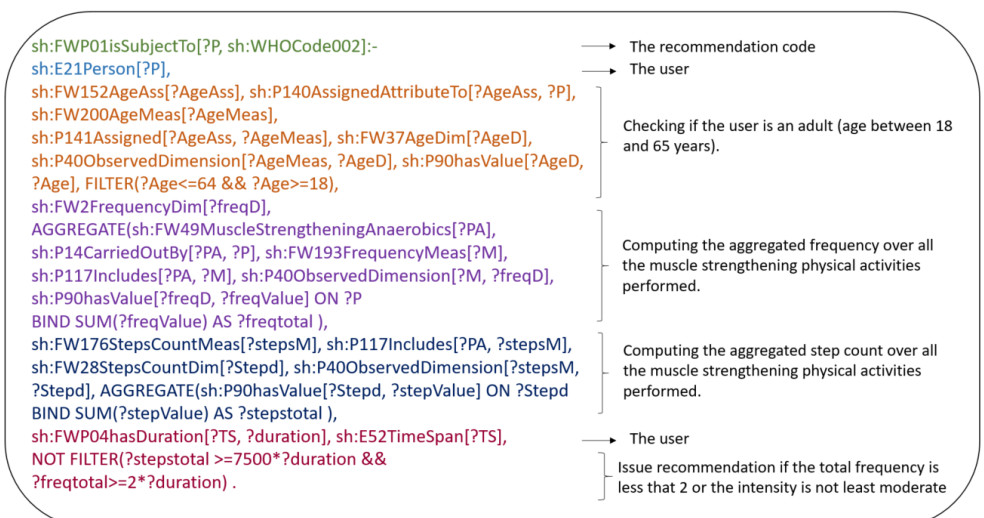 sh:FWP01isSubjectTo[?P, sh:WHOCode002]:-
The recommendation code
sh:E21Person[?P],
The user
sh:FW152AgeAss[?AgeAss], sh:P140AssignedAttributeTo[?AgeAss, ?P],
sh:FW200AgeMeas[?AgeMeas],
sh:P141Assigned[?AgeAss, ?AgeMeas], sh:FW37AgeDim[?AgeD],
sh:P40ObservedDimension[?AgeMeas, ?AgeD], sh:P90hasValue[?AgeD,
?Age], FILTER(?Age<=64 && ?Age>=18),
Checking if the user is an adult (age between 18
and 65 years).
sh:FW2FrequencyDim[?freqD],
AGGREGATE(sh:FW49MuscleStrengtheningAnaerobics[?PA],
sh:P14CarriedOutBy[?PA, ?P], sh:FW193FrequencyMeas[?M],
sh:P117Includes[?PA, ?M], sh:P40ObservedDimension[?M, ?freqD],
sh:P90hasValue[?freqD, ?freqValue] ON ?P
BIND SUM(?freqValue) AS ?freqtotal ),
Computing the aggregated frequency over all
the muscle strengthening physical activities
performed.
sh:FW176StepsCountMeas[?stepsM], sh:P117Includes[?PA, ?stepsM],
sh:FW28StepsCountDim[?Stepd], sh:P40ObservedDimension[?stepsM,
?Stepd], AGGREGATE(sh:P90hasValue[?Stepd, ?stepValue] ON ?Stepd
BIND SUM(?stepValue) AS ?stepstotal ),
Computing the aggregated step count over all
the muscle strengthening physical activities
performed.
sh:FWP04hasDuration[?TS, ?duration], sh:E52TimeSpan[?TS],
The user
NOT FILTER(?stepstotal >=7500*?duration &&
?freqtotal>=2*?duration) .
Issue recommendation if the total frequency is
less that 2 or the intensity is not least moderate